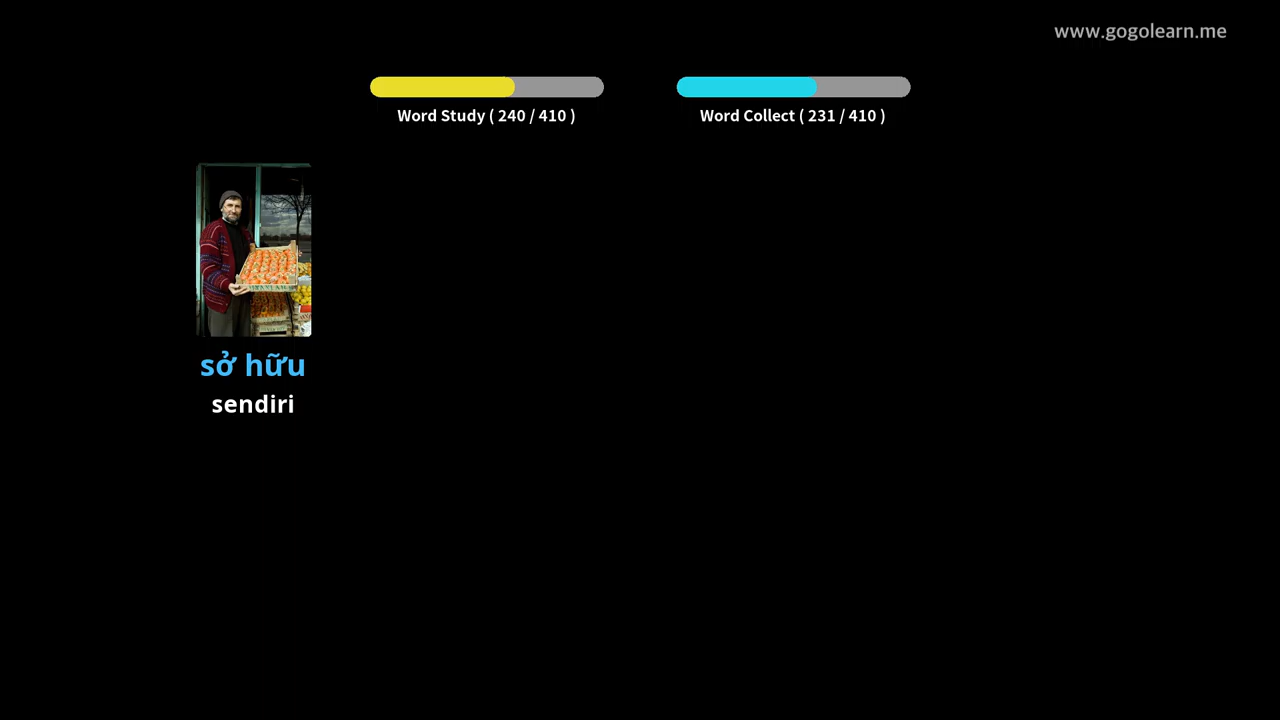 www.gogolearn.me
Word Study ( 240 / 410 )
Word Collect ( 231 / 410 )
sở hữu
sendiri